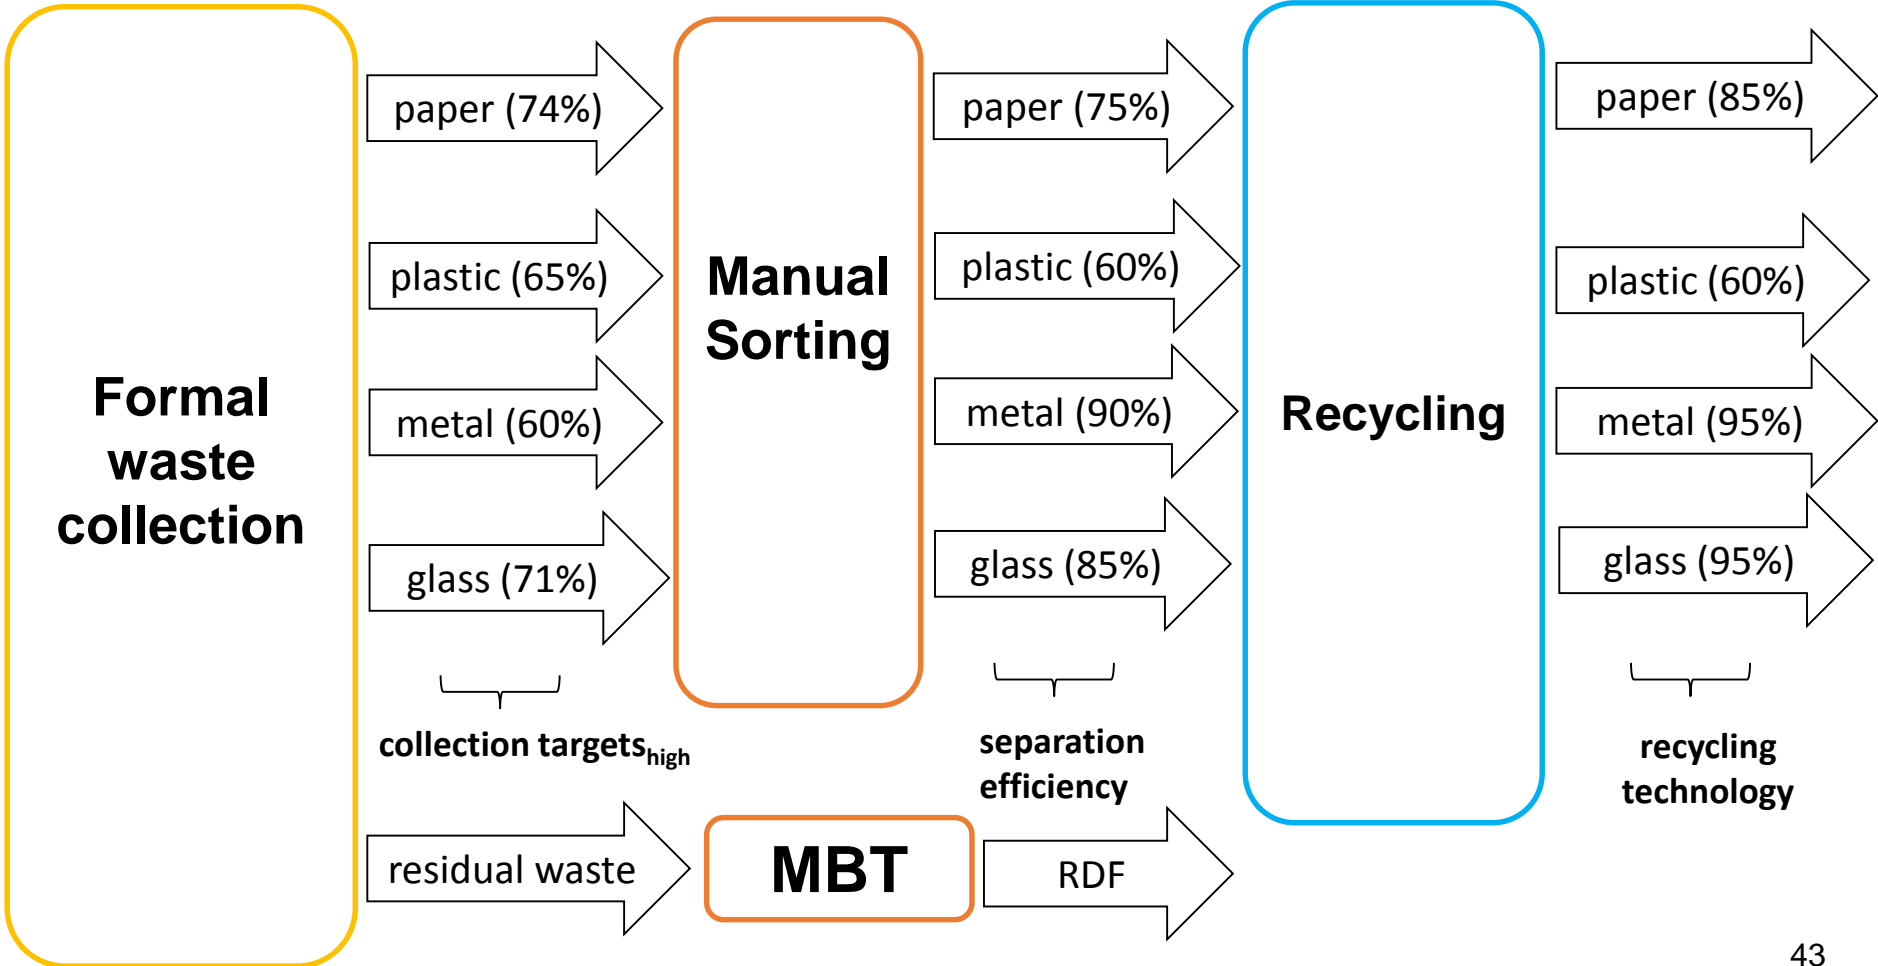 Formal
waste
collection
paper (74%)
plastic (65%)
metal (60%)
glass (71%)
collection targetshigh
residual waste
Manual
Sorting
MBT
paper (75%)
plastic (60%)
metal (90%)
glass (85%)
separation
efficiency
RDF
Recycling
paper (85%)
plastic (60%)
metal (95%)
glass (95%)
recycling
technology
43